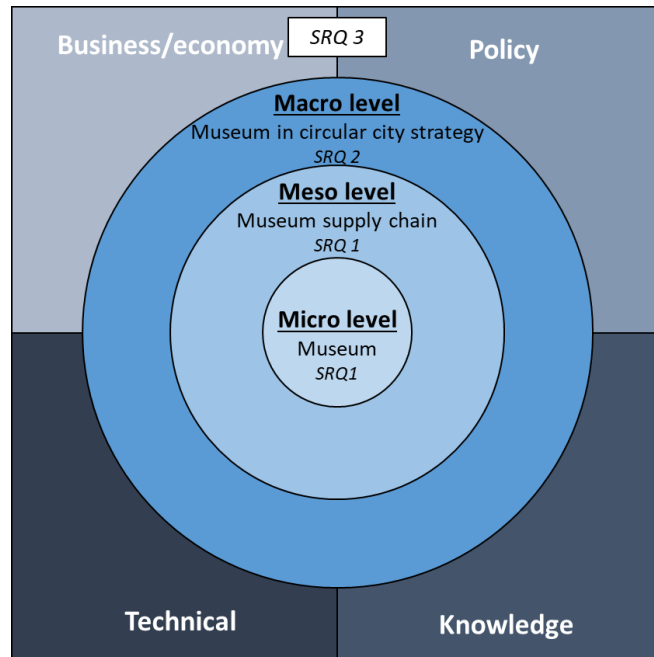 Business/economy
SRQ 3
Policy
Macro level
Museum in circular city strategy
SRQ 2
Meso level
Museum supply chain
SRQ 1
Micro level
Museum
SRQ1
Technical
Knowledge